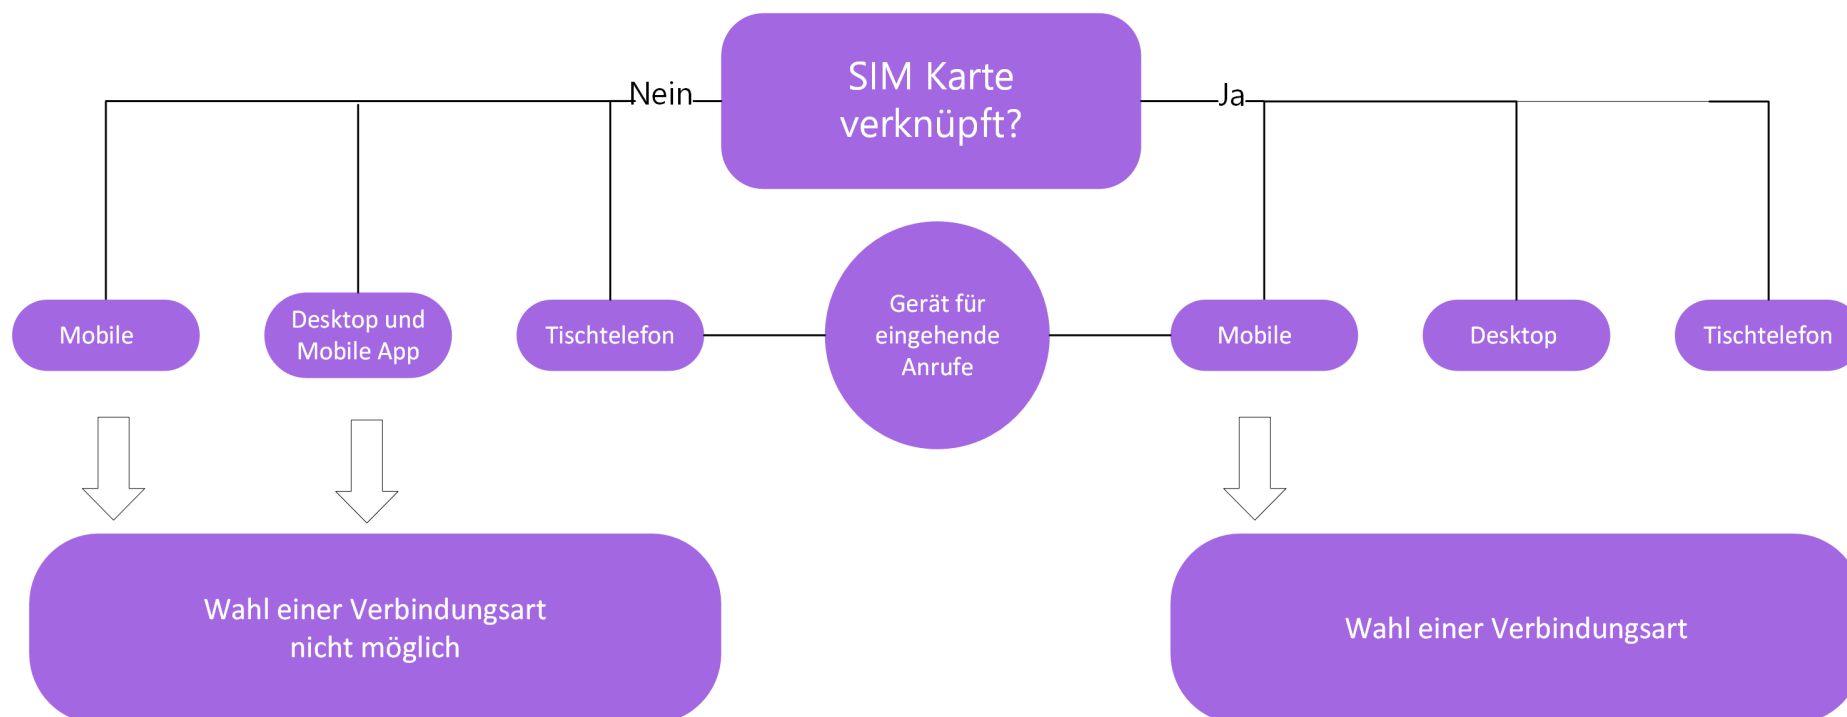 SIM Karte
verknüpft?
Nein
Ja
Mobile
Desktop und
Mobile App
Tischtelefon
Gerät für
eingehende
Anrufe
Mobile
Desktop
Tischtelefon
Wahl einer Verbindungsart
nicht möglich
Wahl einer Verbindungsart